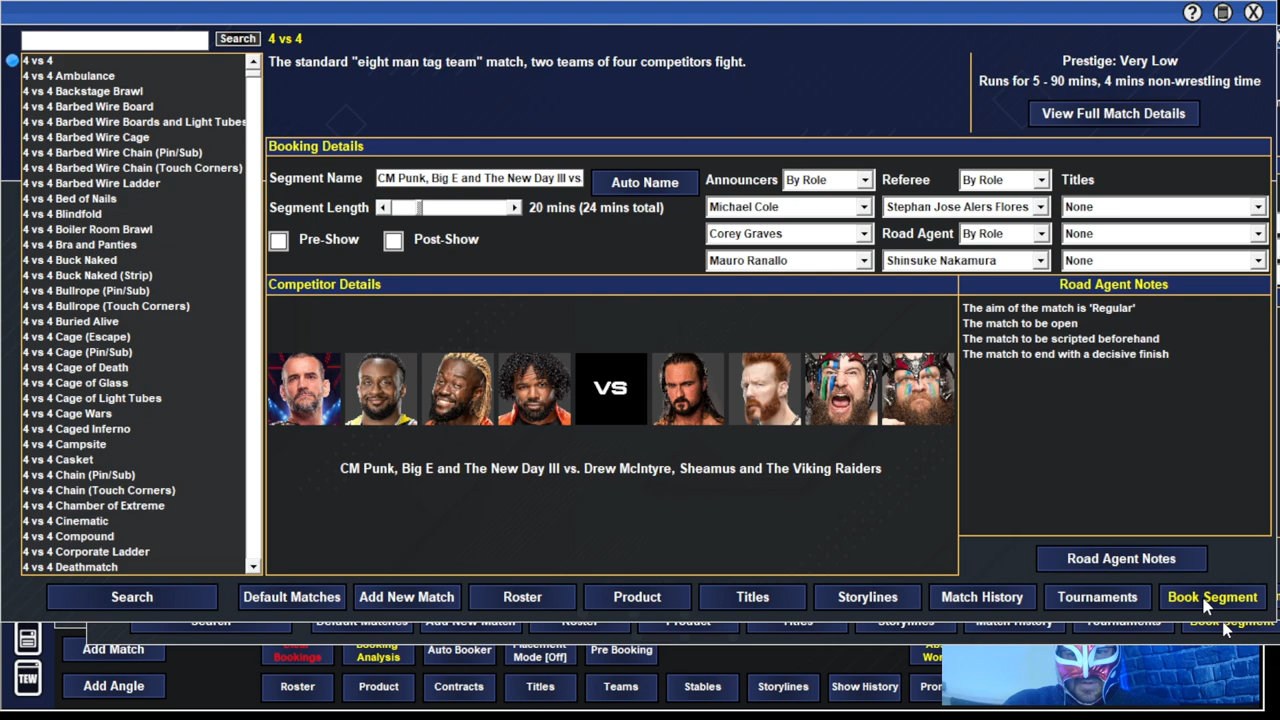 ?
X
Search
4 vs 4
4 vs 4
4 vs 4 Ambulance
4 vs 4 Backstage Brawl
4 vs 4 Barbed Wire Board
4 vs 4 Barbed Wire Boards and Light Tubes
4 vs 4 Barbed Wire Cage
4 vs 4 Barbed Wire Chain (Pin/Sub)
4 vs 4 Barbed Wire Chain (Touch Corners)
4 vs 4 Barbed Wire Ladder
4 vs 4 Bed of Nails
4 vs 4 Blindfold
4 vs 4 Boiler Room Brawl
4 vs 4 Bra and Panties
4 vs 4 Buck Naked
4 vs 4 Buck Naked (Strip)
4 vs 4 Bullrope (Pin/Sub)
4 vs 4 Bullrope (Touch Corners)
4 vs 4 Buried Alive
4 vs 4 Cage (Escape)
4 vs 4 Cage (Pin/Sub)
4 vs 4 Cage of Death
4 vs 4 Cage of Glass
4 vs 4 Cage of Light Tubes
4 vs 4 Cage Wars
4 vs 4 Caged Inferno
4 vs 4 Campsite
4 vs 4 Casket
4 vs 4 Chain (Pin/Sub)
4 vs 4 Chain (Touch Corners)
4 vs 4 Chamber of Extreme
4 vs 4 Cinematic
4 vs 4 Compound
4 vs 4 Corporate Ladder
4 vs 4 Deathmatch
The standard "eight man tag team" match, two teams of four competitors fight.
Prestige: Very Low
Runs for 5 - 90 mins, 4 mins non-wrestling time
View Full Match Details
Booking Details
Segment Name
CM Punk, Big E and The New Day III vs.
Auto Name
Segment Length
20 mins (24 mins total)
Pre-Show
Post-Show
Announcers
By Role
Michael Cole
Corey Graves
Mauro Ranallo
Referee
By Role
Stephan Jose Alers Flores
Road Agent
By Role
Shinsuke Nakamura
Titles
None
None
None
Competitor Details
VS
CM Punk, Big E and The New Day III vs. Drew McIntyre, Sheamus and The Viking Raiders
Road Agent Notes
The aim of the match is 'Regular'
The match to be open
The match to be scripted beforehand
The match to end with a decisive finish
Road Agent Notes
Search
Default Matches
Add New Match
Roster
Product
Titles
Storylines
Match History
Tournaments
Book Segment
Add Match
Bookings
Booking
Analysis
Auto Booker
Mode [Off]
Pre Booking
TEW
Add Angle
Roster
Product
Contracts
Titles
Teams
Stables
Storylines
Show History